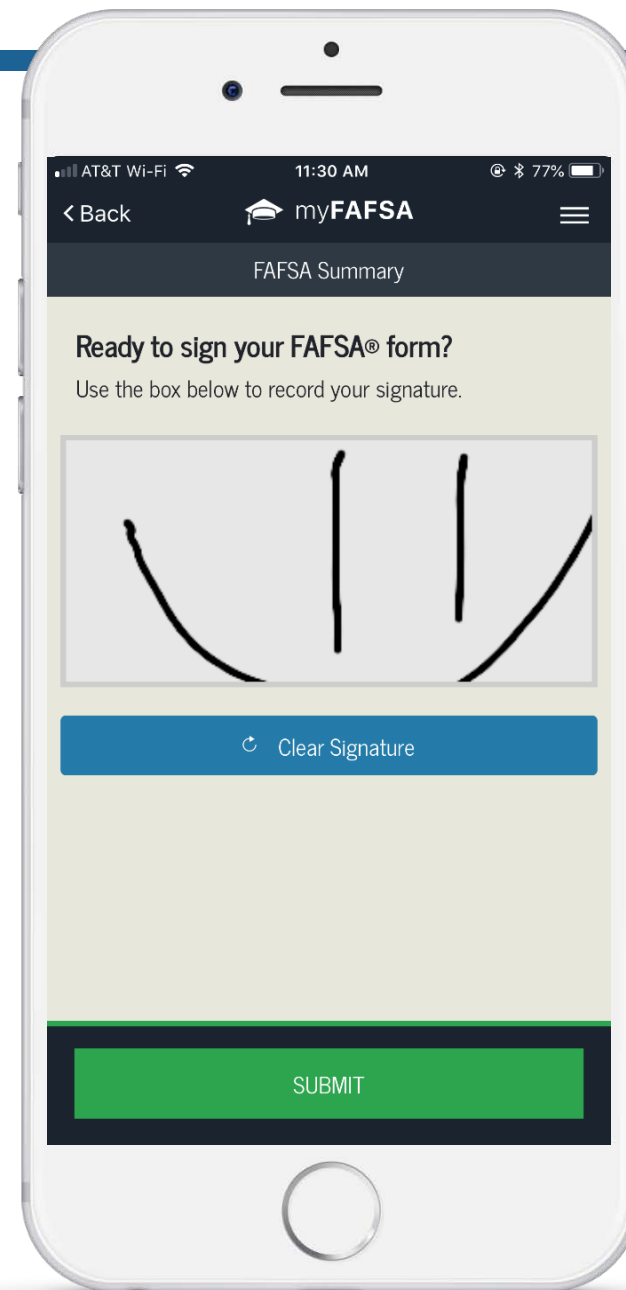 AT&T Wi-Fi 11:30 AM 77%
Back myFAFSA
FAFSA Summary
Ready to sign your FAFSA® form?
Use the box below to record your signature.
Clear Signature
SUBMIT